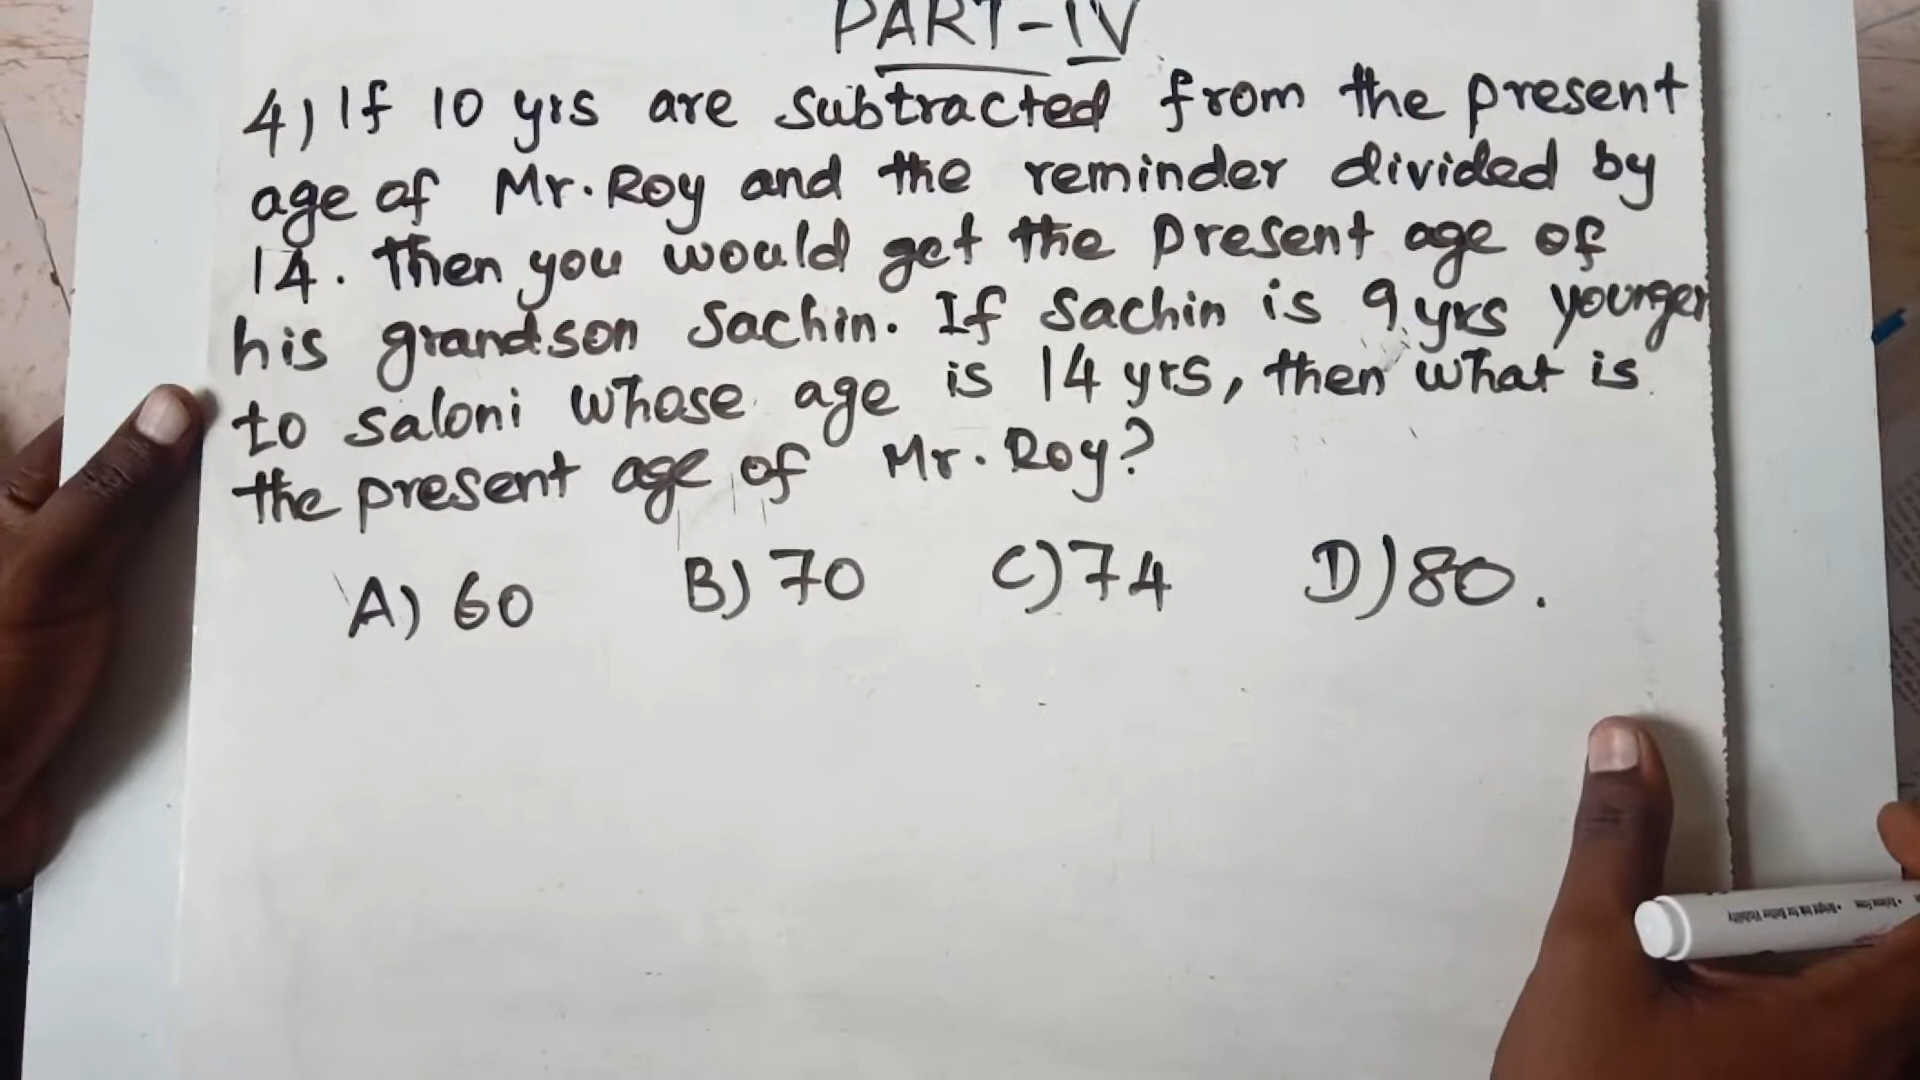 PART-IV
4) If 10 yrs are subtracted from the present
age of Mr. Roy and the reminder divided by
14. Then you would get the present age of
his grandson Sachin. If Sachin is 9 yrs younger
to saloni whose age is 14 yrs, then what is
the present age of Mr. Roy?
A) 60 B) 70 C) 74 D) 80.